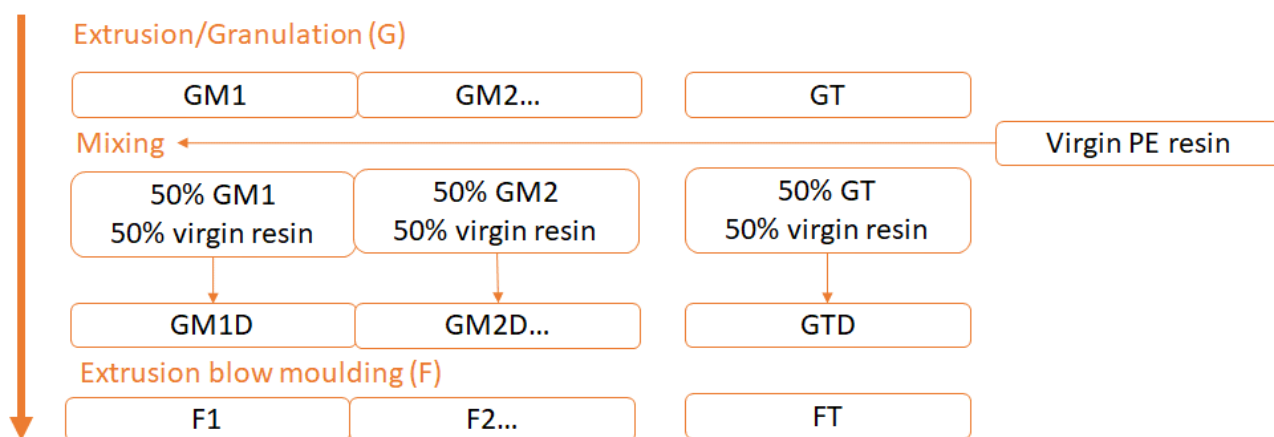 Extrusion/Granulation (G)
GM1
GM2...
GT
Mixing
Virgin PE resin
50% GM1
50% virgin resin
50% GM2
50% virgin resin
50% GT
50% virgin resin
GM1D
GM2D...
GTD
Extrusion blow moulding (F)
F1
F2...
FT